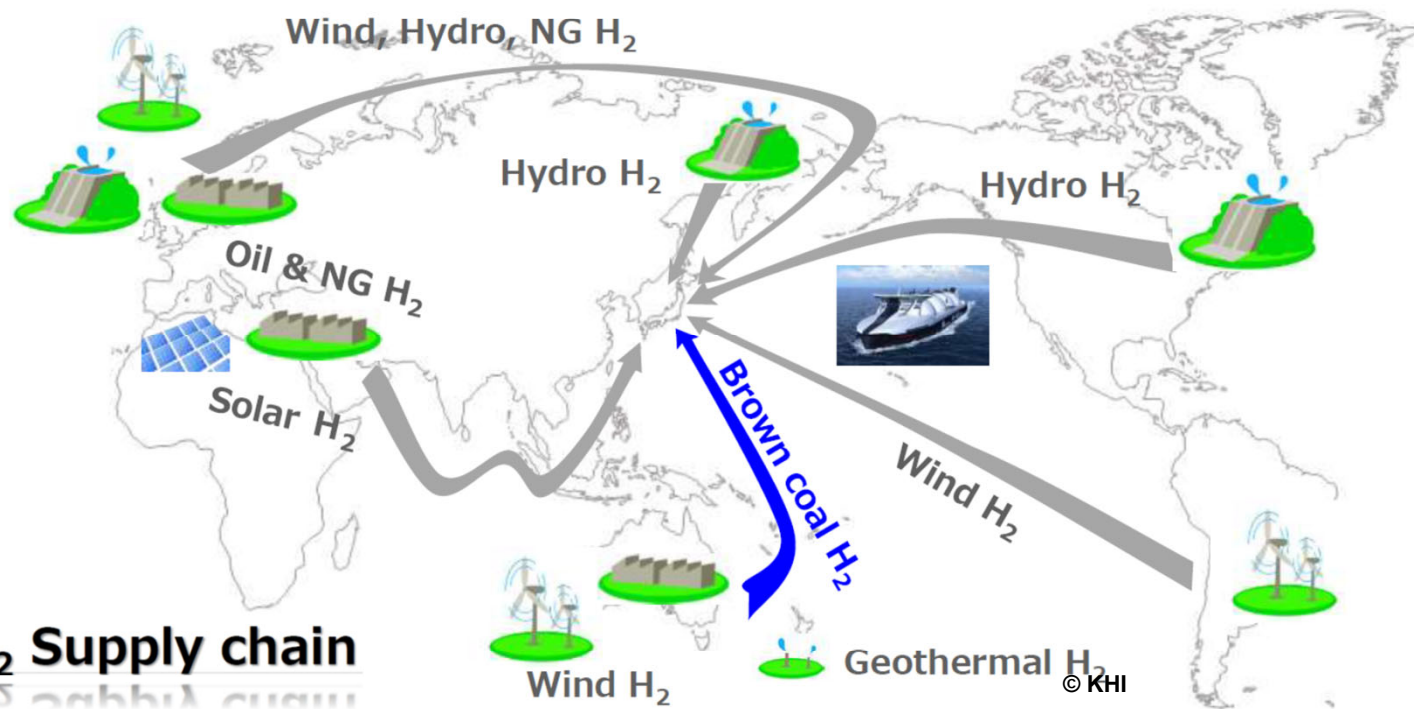 Wind, Hydro, NG H₂
Hydro H₂
Hydro H₂
Oil & NG H₂
Solar H₂
Brown coal H₂
Wind H₂
Wind H₂
Geothermal H₂
© KHI
₂ Supply chain